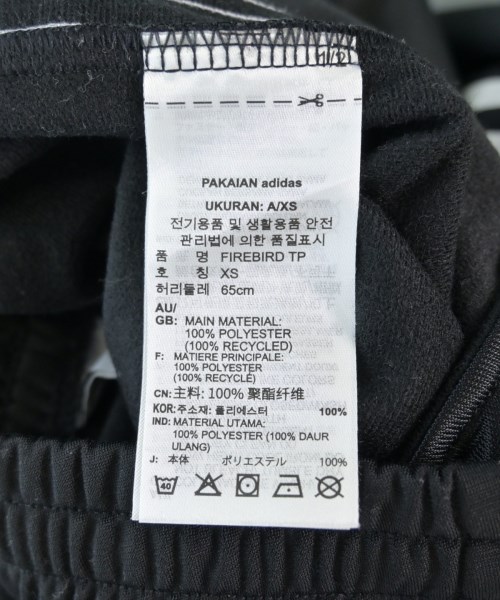 1/2
PAKAIAN adidas
UKURAN: A/XS
전기용품 및 생활용품 안전
관리법에 의한 품질표시
품 명 FIREBIRD TP
호 칭 XS
허리둘레 65cm
AU/
GB: MAIN MATERIAL:
100% POLYESTER
(100% RECYCLED)
F: MATIERE PRINCIPALE:
100% POLYESTER
(100% RECYCLÉ)
CN: 主料: 100% 聚酯纤维
KOR: 주소재: 폴리에스터 100%
IND: MATERIAL UTAMA:
100% POLYESTER (100% DAUR
ULANG)
J: 本体 ポリエステル 100%
40